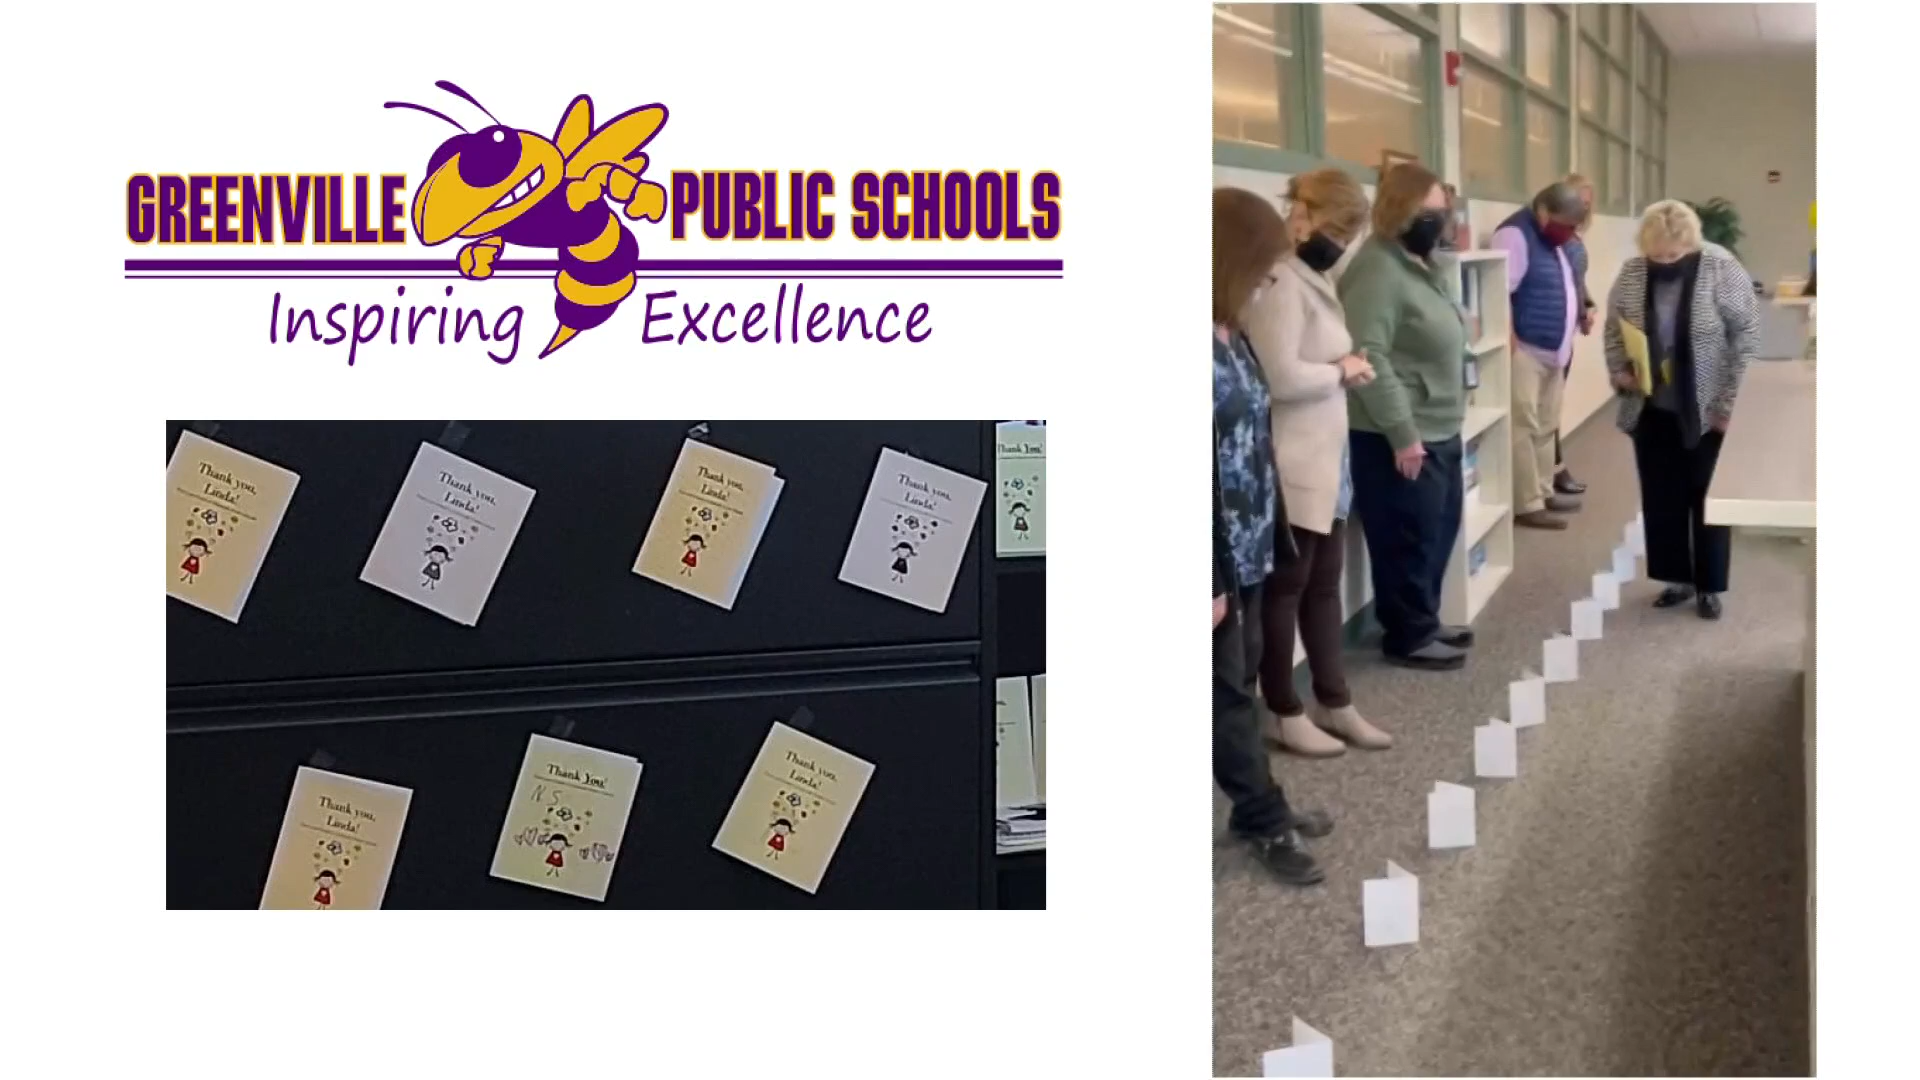 GREENVILLE PUBLIC SCHOOLS
Inspiring Excellence
Thank you,
Linda!
Thank you,
Linda!
Thank you,
Linda!
Thank you,
Linda!
Thank You!
Thank you,
Linda!
Thank You!
N S
Thank you,
Linda!